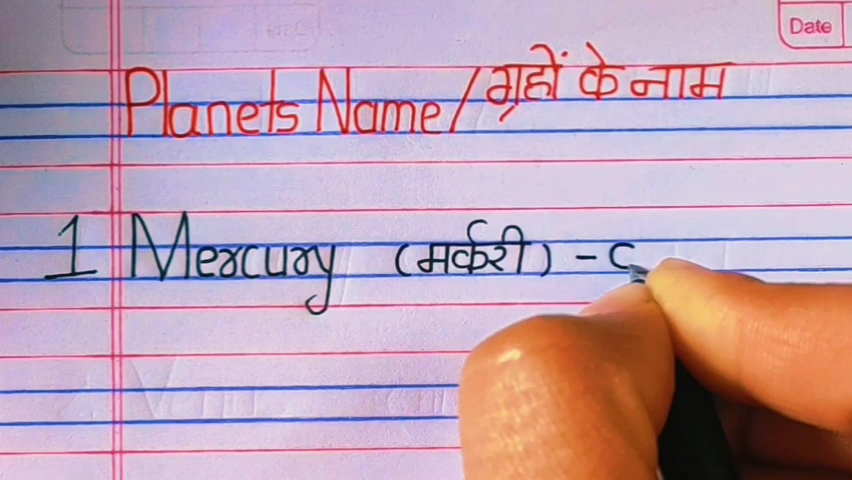 Date
Planets Name/ग्रहों के नाम
1 Mercury (मर्करी) -